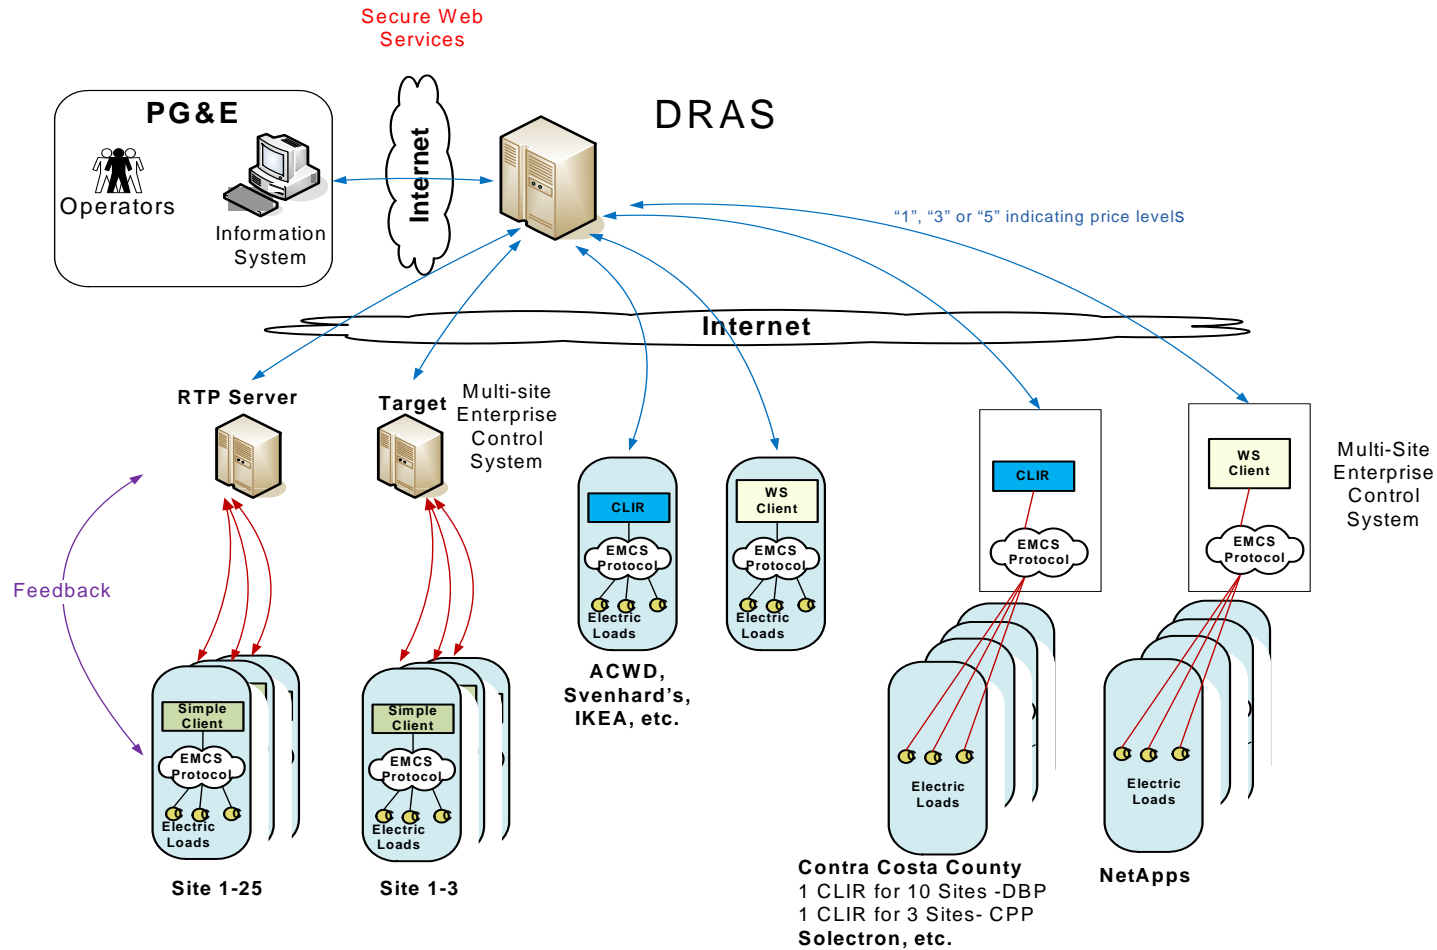 Secure Web
Services
PG&E
Operators
Information
System
Internet
DRAS
“1”, “3” or “5” indicating price levels
Internet
RTP Server
Target
Multi-site
Enterprise
Control
System
Feedback
Simple
Client
EMCS
Protocol
Electric
Loads
Site 1-25
Simple
Client
EMCS
Protocol
Electric
Loads
Site 1-3
CLIR
EMCS
Protocol
Electric
Loads
ACWD,
Svenhard’s,
IKEA, etc.
WS
Client
EMCS
Protocol
Electric
Loads
CLIR
EMCS
Protocol
Electric
Loads
Contra Costa County
1 CLIR for 10 Sites -DBP
1 CLIR for 3 Sites- CPP
Solectron, etc.
WS
Client
EMCS
Protocol
Multi-Site
Enterprise
Control
System
Electric
Loads
NetApps